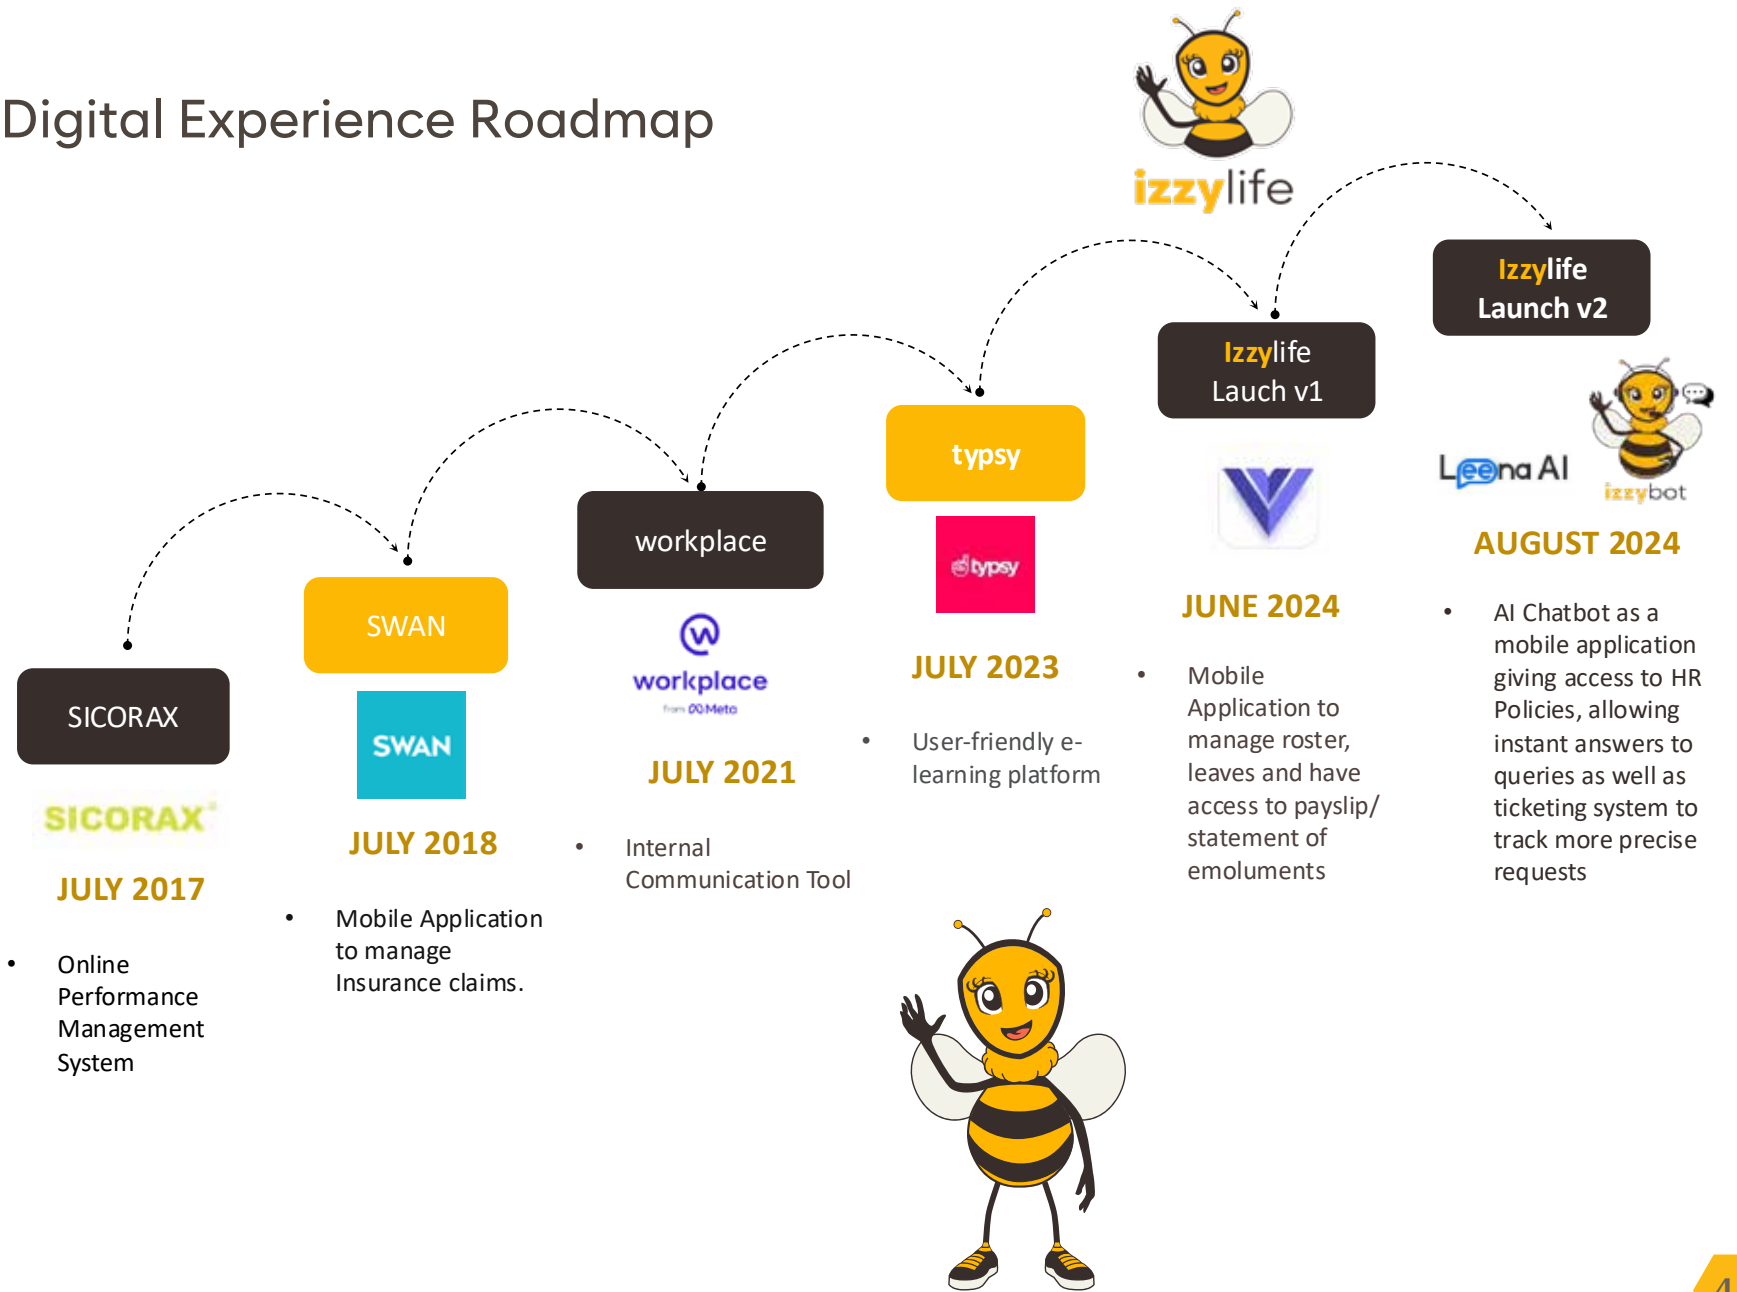 Digital Experience Roadmap
izzylife
SICORAX
SICORAX
JULY 2017
• Online
Performance
Management
System
SWAN
SWAN
JULY 2018
• Mobile Application
to manage
Insurance claims.
workplace
workplace
from Meta
JULY 2021
• Internal
Communication Tool
typsy
typsy
JULY 2023
• User-friendly e-
learning platform
Izzylife
Lauch v1
JUNE 2024
• Mobile
Application to
manage roster,
leaves and have
access to payslip/
statement of
emoluments
Izzylife
Launch v2
Leena AI
izzybot
AUGUST 2024
• AI Chatbot as a
mobile application
giving access to HR
Policies, allowing
instant answers to
queries as well as
ticketing system to
track more precise
requests
4